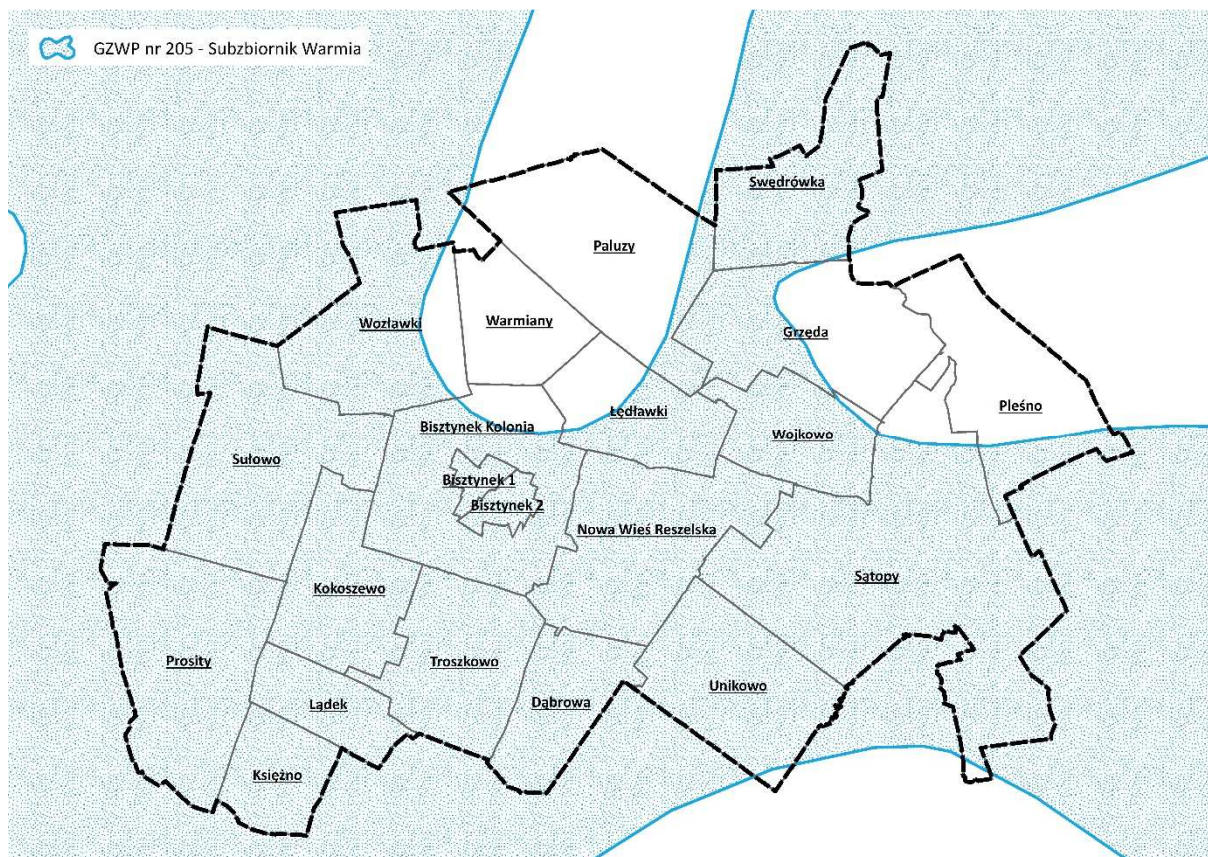 GZWP nr 205 - Subzbiornik Warmia
Swędrówka
Paluzy
Wozławki
Warmiany
Grzęda
Pleśno
Łędławki
Bisztynek Kolonia
Wojkowo
Sułowo
Bisztynek 1
Bisztynek 2
Nowa Wieś Reszelska
Sątopy
Kokoszewo
Prosity
Troszkowo
Unikowo
Dąbrowa
Lądek
Księżno